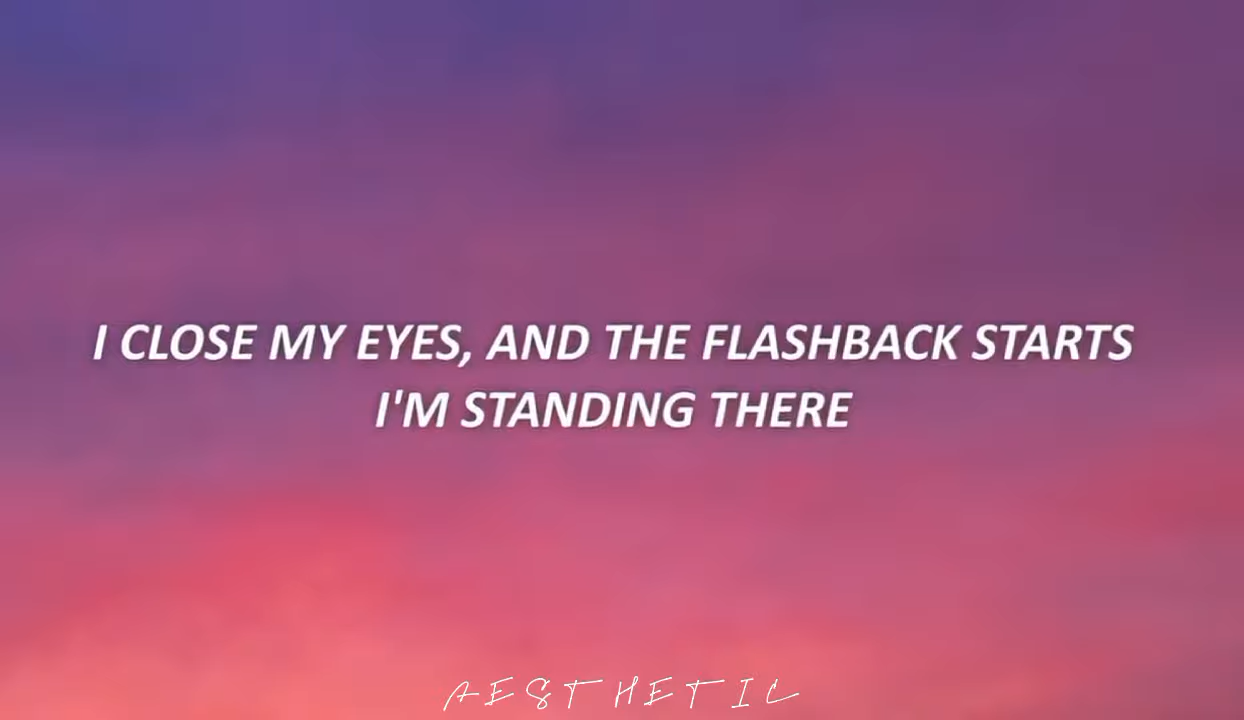 I CLOSE MY EYES, AND THE FLASHBACK STARTS
I'M STANDING THERE
AESTHETIC